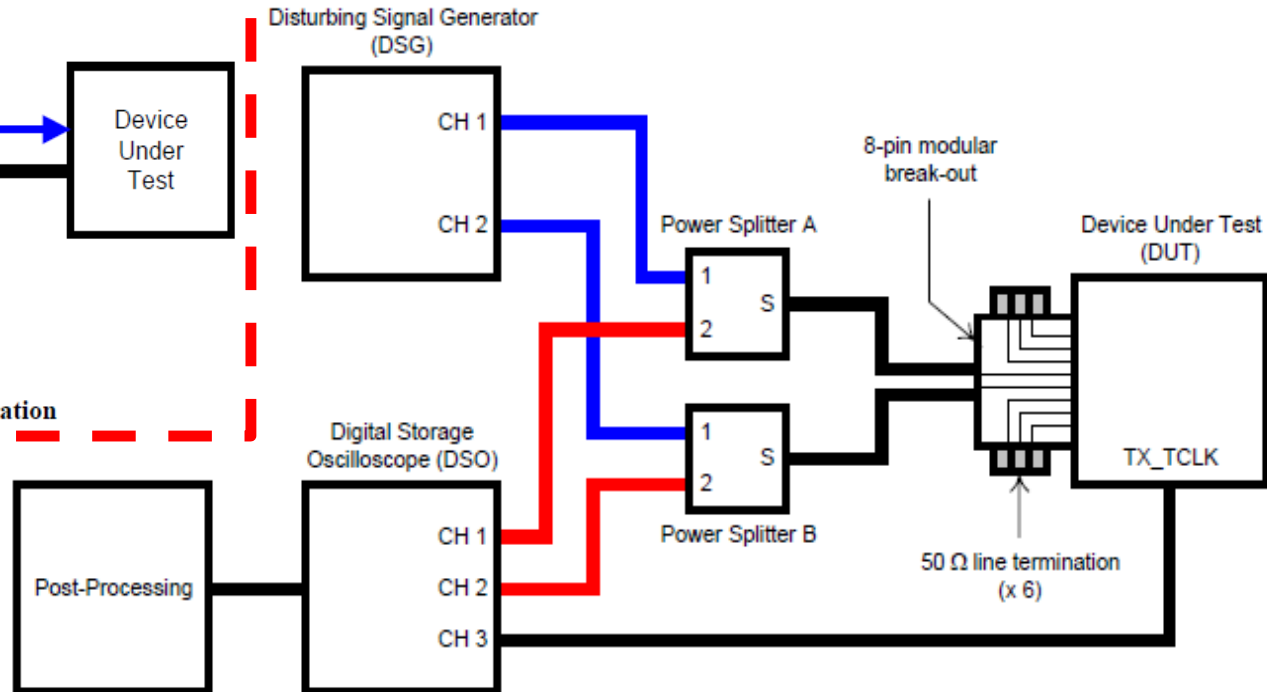 Disturbing Signal Generator
(DSG)
Device
Under
Test
CH 1
CH 2
8-pin modular
break-out
Power Splitter A
1
S
2
Device Under Test
(DUT)
TX_TCLK
ation
Digital Storage
Oscilloscope (DSO)
1
S
2
Power Splitter B
50 Ω line termination
(x 6)
Post-Processing
CH 1
CH 2
CH 3